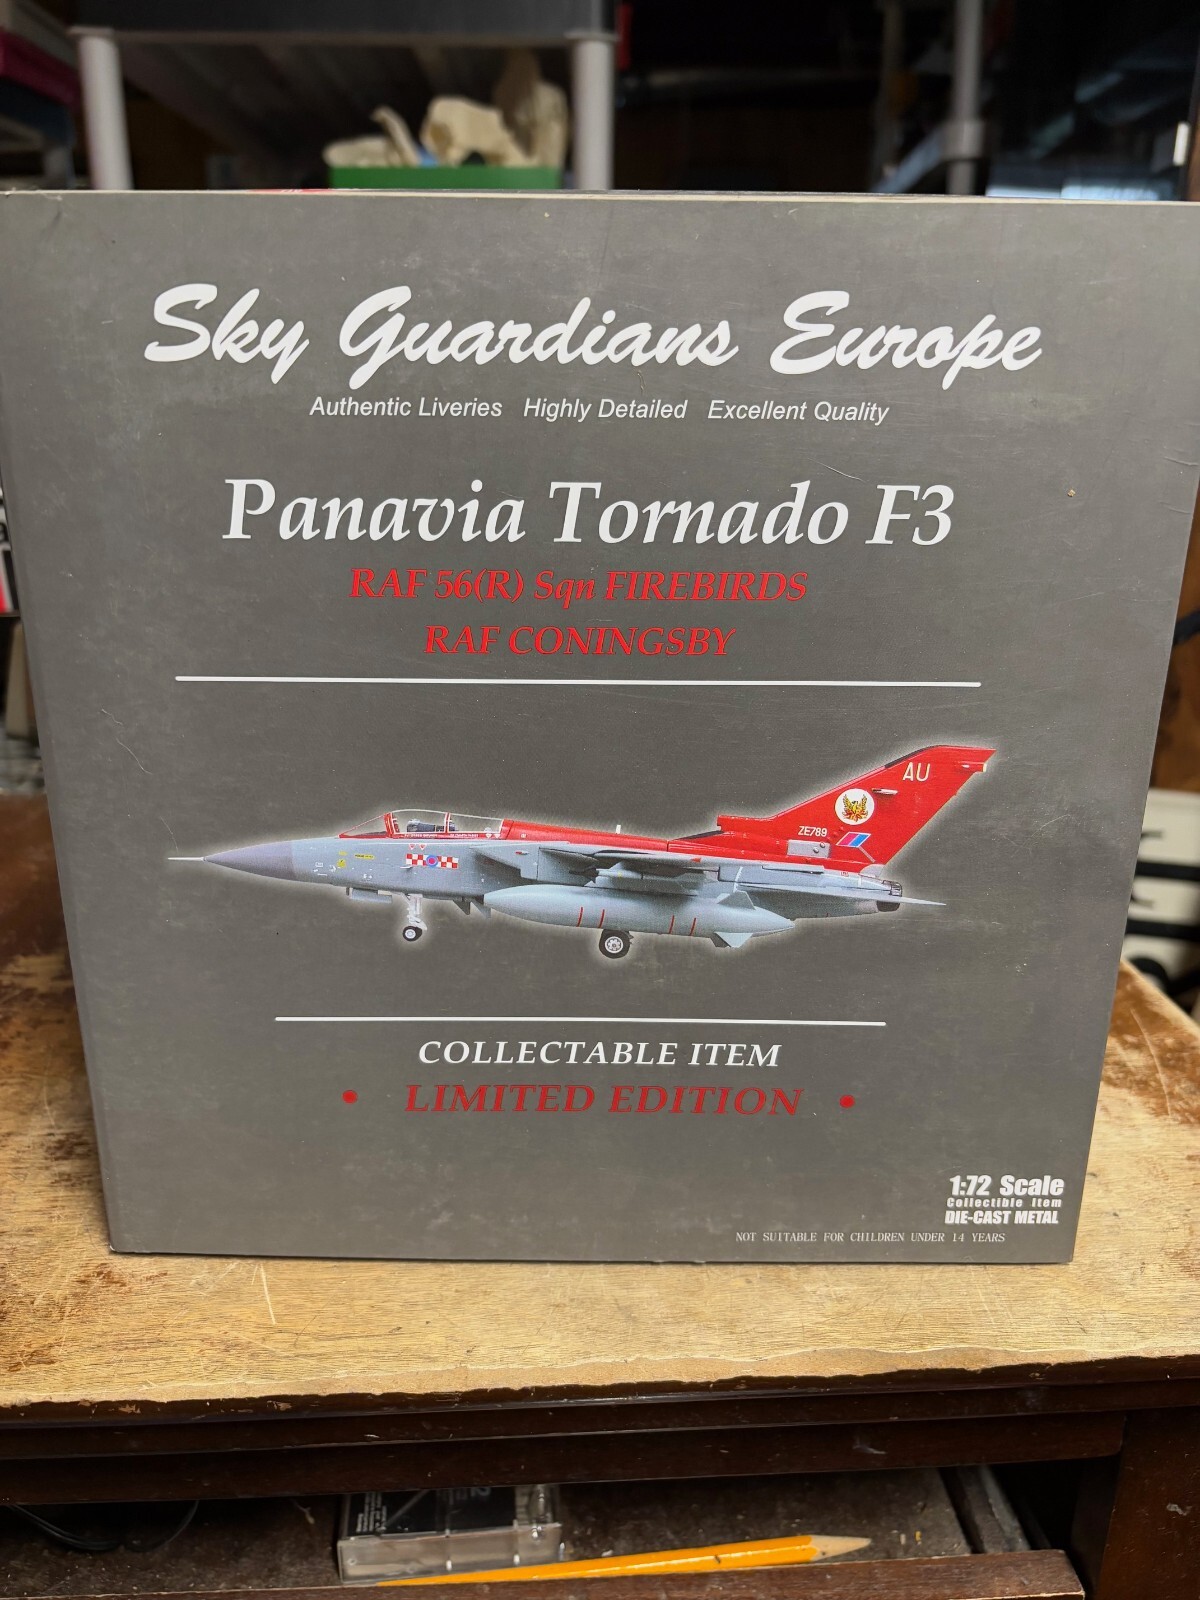 Sky Guardians Europe
Authentic Liveries Highly Detailed Excellent Quality
Panavia Tornado F3
RAF 56(R) Sqn FIREBIRDS
RAF CONINGSBY
AU
ZE789
COLLECTABLE ITEM
• LIMITED EDITION •
1:72 Scale
Collectible Item
DIE-CAST METAL
NOT SUITABLE FOR CHILDREN UNDER 14 YEARS